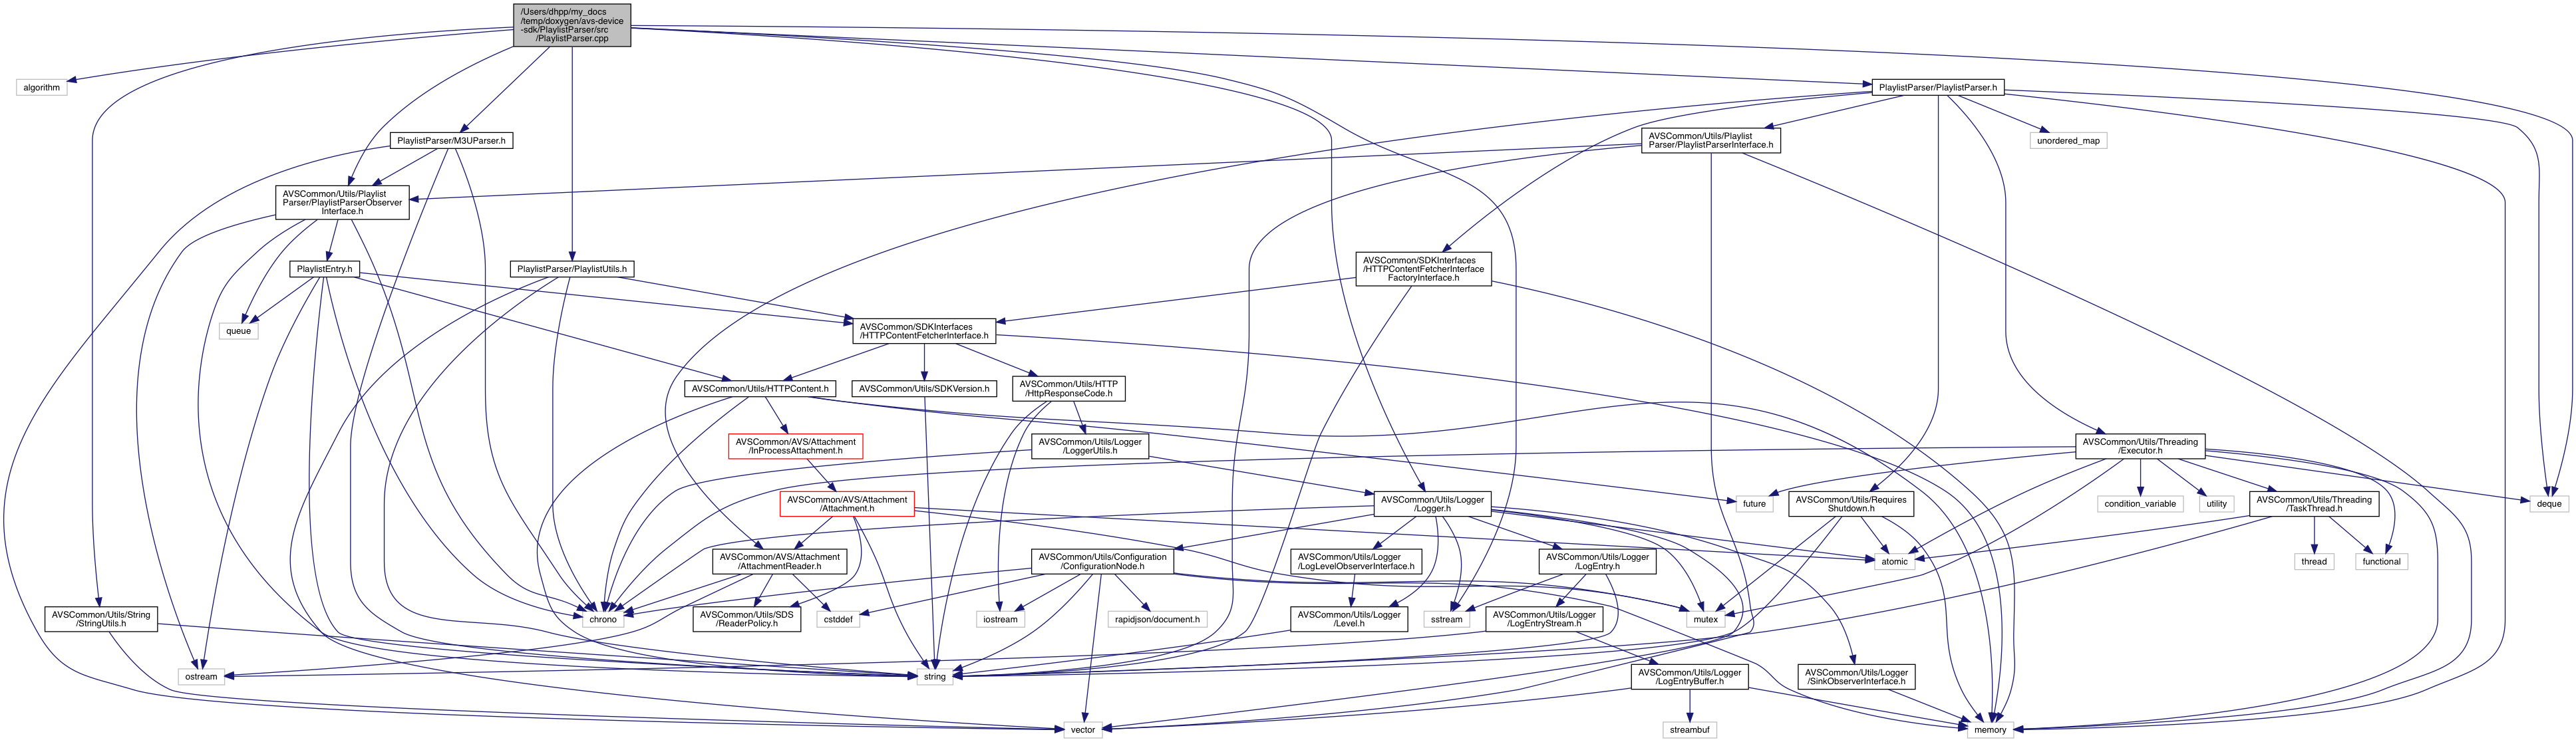 /Users/dhpp/my_docs
/temp/doxygen/avs-device
-sdk/PlaylistParser/src
/PlaylistParser.cpp
algorithm
PlaylistParser/PlaylistParser.h
PlaylistParser/M3UParser.h
AVSCommon/Utils/Playlist
Parser/PlaylistParserInterface.h
unordered_map
AVSCommon/Utils/Playlist
Parser/PlaylistParserObserver
Interface.h
PlaylistEntry.h
PlaylistParser/PlaylistUtils.h
AVSCommon/SDKInterfaces
/HTTPContentFetcherInterface
FactoryInterface.h
queue
AVSCommon/SDKInterfaces
/HTTPContentFetcherInterface.h
AVSCommon/Utils/HTTPContent.h
AVSCommon/Utils/SDKVersion.h
AVSCommon/Utils/HTTP
/HttpResponseCode.h
AVSCommon/AVS/Attachment
/InProcessAttachment.h
AVSCommon/Utils/Logger
/LoggerUtils.h
AVSCommon/Utils/Threading
/Executor.h
AVSCommon/AVS/Attachment
/Attachment.h
AVSCommon/Utils/Logger
/Logger.h
future
AVSCommon/Utils/Requires
Shutdown.h
condition_variable
utility
AVSCommon/Utils/Threading
/TaskThread.h
deque
AVSCommon/AVS/Attachment
/AttachmentReader.h
AVSCommon/Utils/Configuration
/ConfigurationNode.h
AVSCommon/Utils/Logger
/LogLevelObserverInterface.h
AVSCommon/Utils/Logger
/LogEntry.h
atomic
thread
functional
AVSCommon/Utils/String
/StringUtils.h
chrono
AVSCommon/Utils/SDS
/ReaderPolicy.h
cstddef
iostream
rapidjson/document.h
AVSCommon/Utils/Logger
/Level.h
sstream
AVSCommon/Utils/Logger
/LogEntryStream.h
mutex
ostream
string
AVSCommon/Utils/Logger
/LogEntryBuffer.h
AVSCommon/Utils/Logger
/SinkObserverInterface.h
vector
streambuf
memory